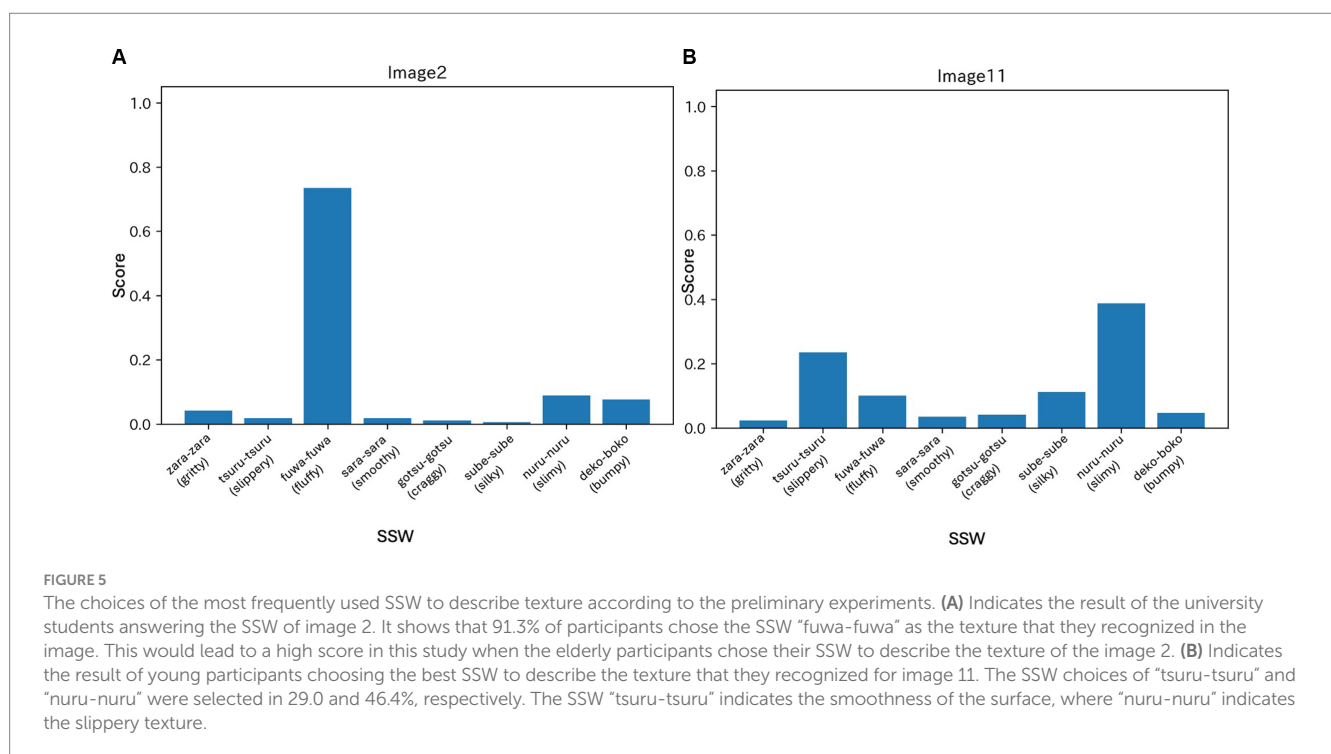 A
Image2
1.0
0.8
0.6
0.4
0.2
0.0
Score
zara-zara
(gritty)
tsuru-tsuru
(slippery)
fuwa-fuwa
(fluffy)
sara-sara
(smoothy)
gotsu-gotsu
(craggy)
sube-sube
(silky)
nuru-nuru
(slimy)
deko-boko
(bumpy)
SSW
B
Image11
1.0
0.8
0.6
0.4
0.2
0.0
Score
zara-zara
(gritty)
tsuru-tsuru
(slippery)
fuwa-fuwa
(fluffy)
sara-sara
(smoothy)
gotsu-gotsu
(craggy)
sube-sube
(silky)
nuru-nuru
(slimy)
deko-boko
(bumpy)
SSW
FIGURE 5
The choices of the most frequently used SSW to describe texture according to the preliminary experiments. (A) Indicates the result of the university
students answering the SSW of image 2. It shows that 91.3% of participants chose the SSW “fuwa-fuwa” as the texture that they recognized in the
image. This would lead to a high score in this study when the elderly participants chose their SSW to describe the texture of the image 2. (B) Indicates
the result of young participants choosing the best SSW to describe the texture that they recognized for image 11. The SSW choices of “tsuru-tsuru” and
“nuru-nuru” were selected in 29.0 and 46.4%, respectively. The SSW “tsuru-tsuru” indicates the smoothness of the surface, where “nuru-nuru” indicates
the slippery texture.